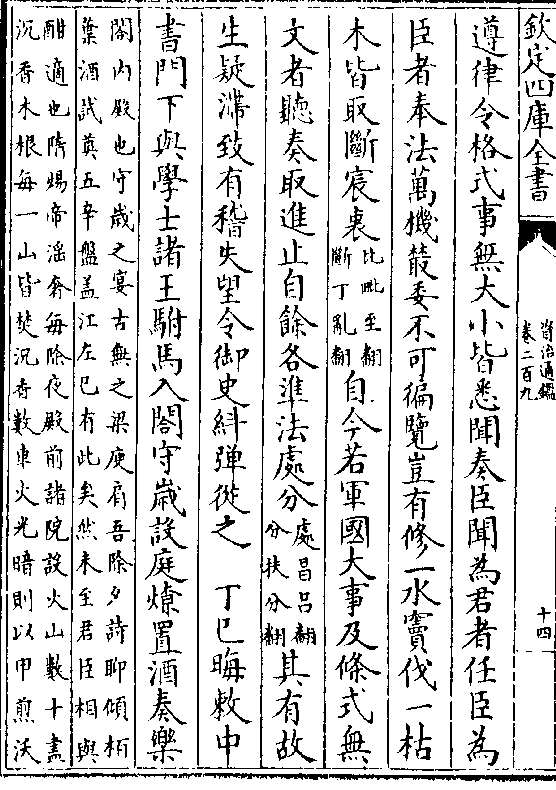 欽定四庫全書
資治通鑑
卷二百九
十四
遵律令格式事無大小皆悉聞奏臣聞為君者任臣為
臣者奉法萬機叢委不可徧覽豈有修一水竇伐一枯
木皆取斷宸衷比毗至翻
斷丁亂翻自今若軍國大事及條式無
文者聽奏取進止自餘各準法處分處昌呂翻
分扶分翻其有故
生疑滯致有稽失望令御史糾彈從之 丁巳晦敕中
書門下與學士諸王駙馬入閤守歲設庭燎置酒奏樂
閤内殿也守歲之宴古無之梁庾肩吾除夕詩聊傾栢
葉酒試奠五辛盤盖江左已有此矣然未至君臣相與
酣適也隋煬帝滛奢每除夜殿前諸院設火山數十盡
沉香木根每一山皆焚沉香數車火光暗則以甲煎沃